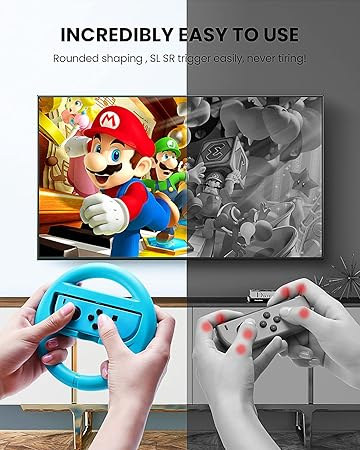 INCREDIBLY EASY TO USE
Rounded shaping , SL SR trigger easily, never tiring!
M